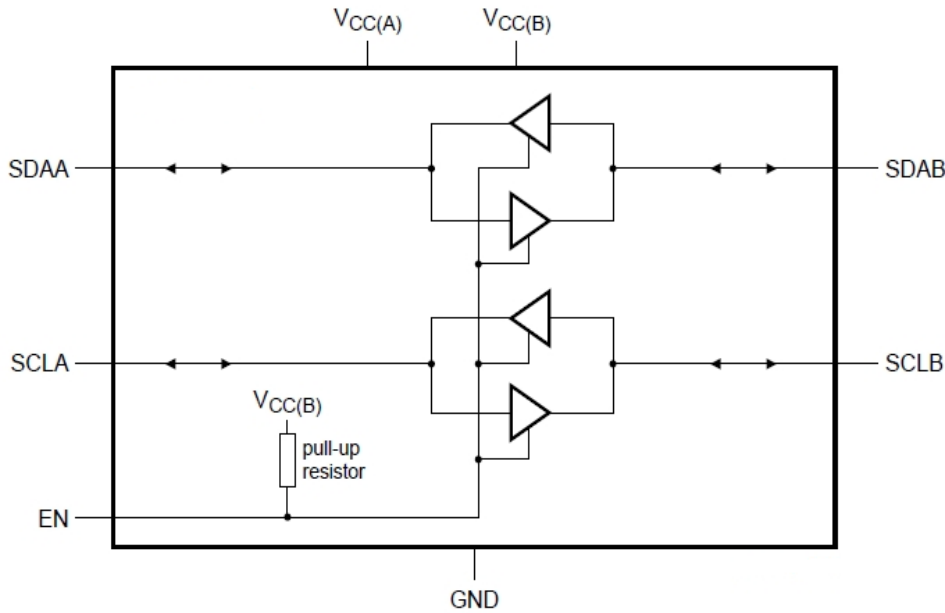 VCC(A) VCC(B)
SDAA SDAB
SCLA SCLB
VCC(B)
pull-up
resistor
EN
GND